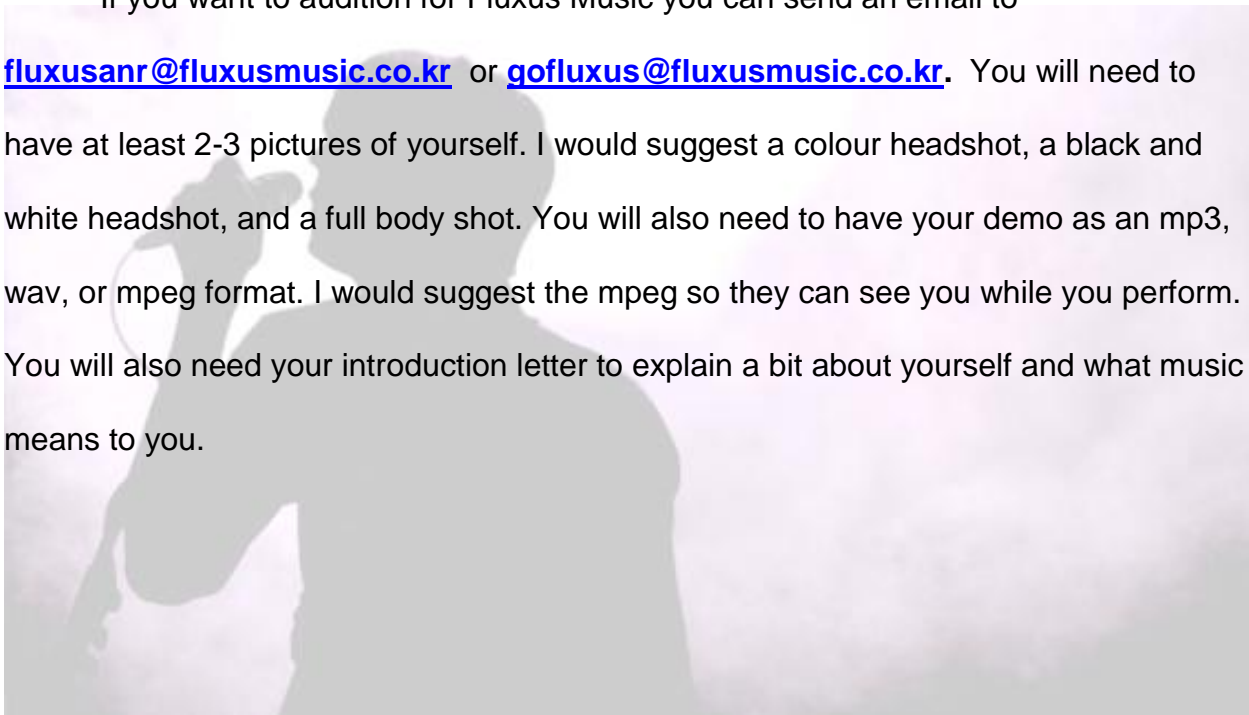 If you want to addition for Fluxus Music you can send an email to
fluxusanr@fluxusmusic.co.kr or gofluxus@fluxusmusic.co.kr. You will need to
have at least 2-3 pictures of yourself. I would suggest a colour headshot, a black and
white headshot, and a full body shot. You will also need to have your demo as an mp3,
wav, or mpeg format. I would suggest the mpeg so they can see you while you perform.
You will also need your introduction letter to explain a bit about yourself and what music
means to you.